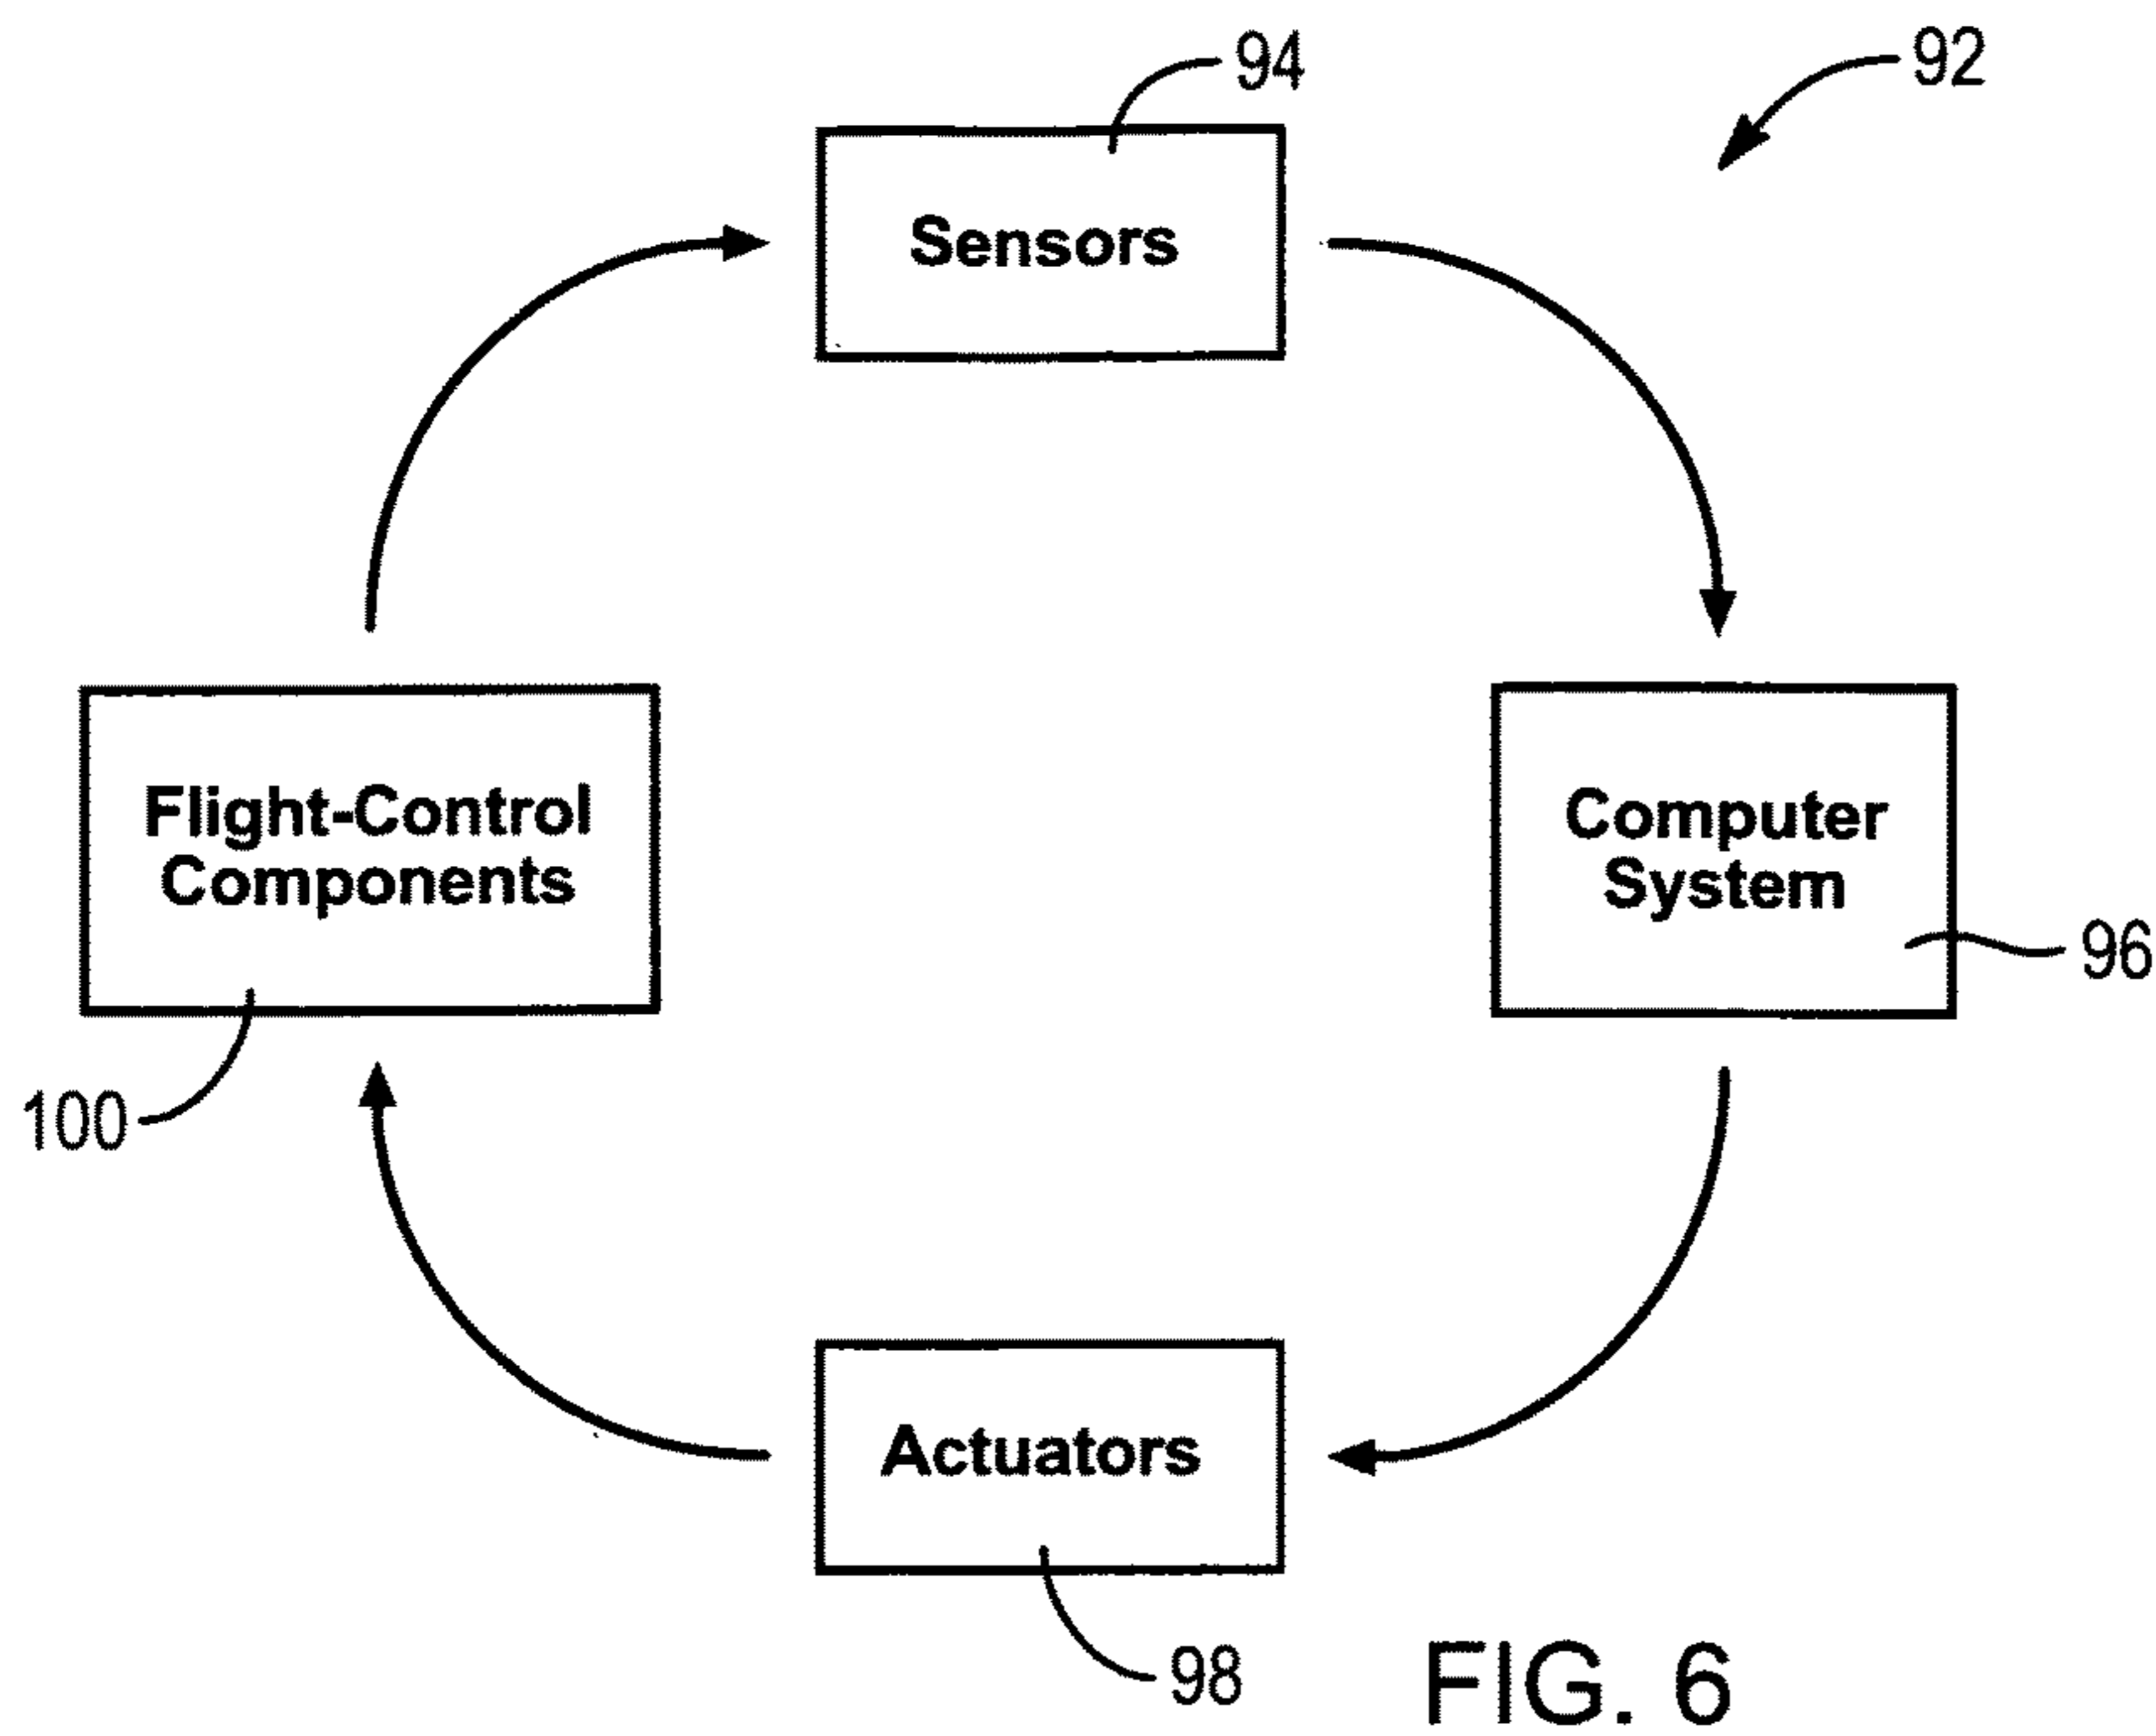 94
92
Sensors
Flight-Control
Components
Computer
System
96
100
Actuators
98
FIG. 6